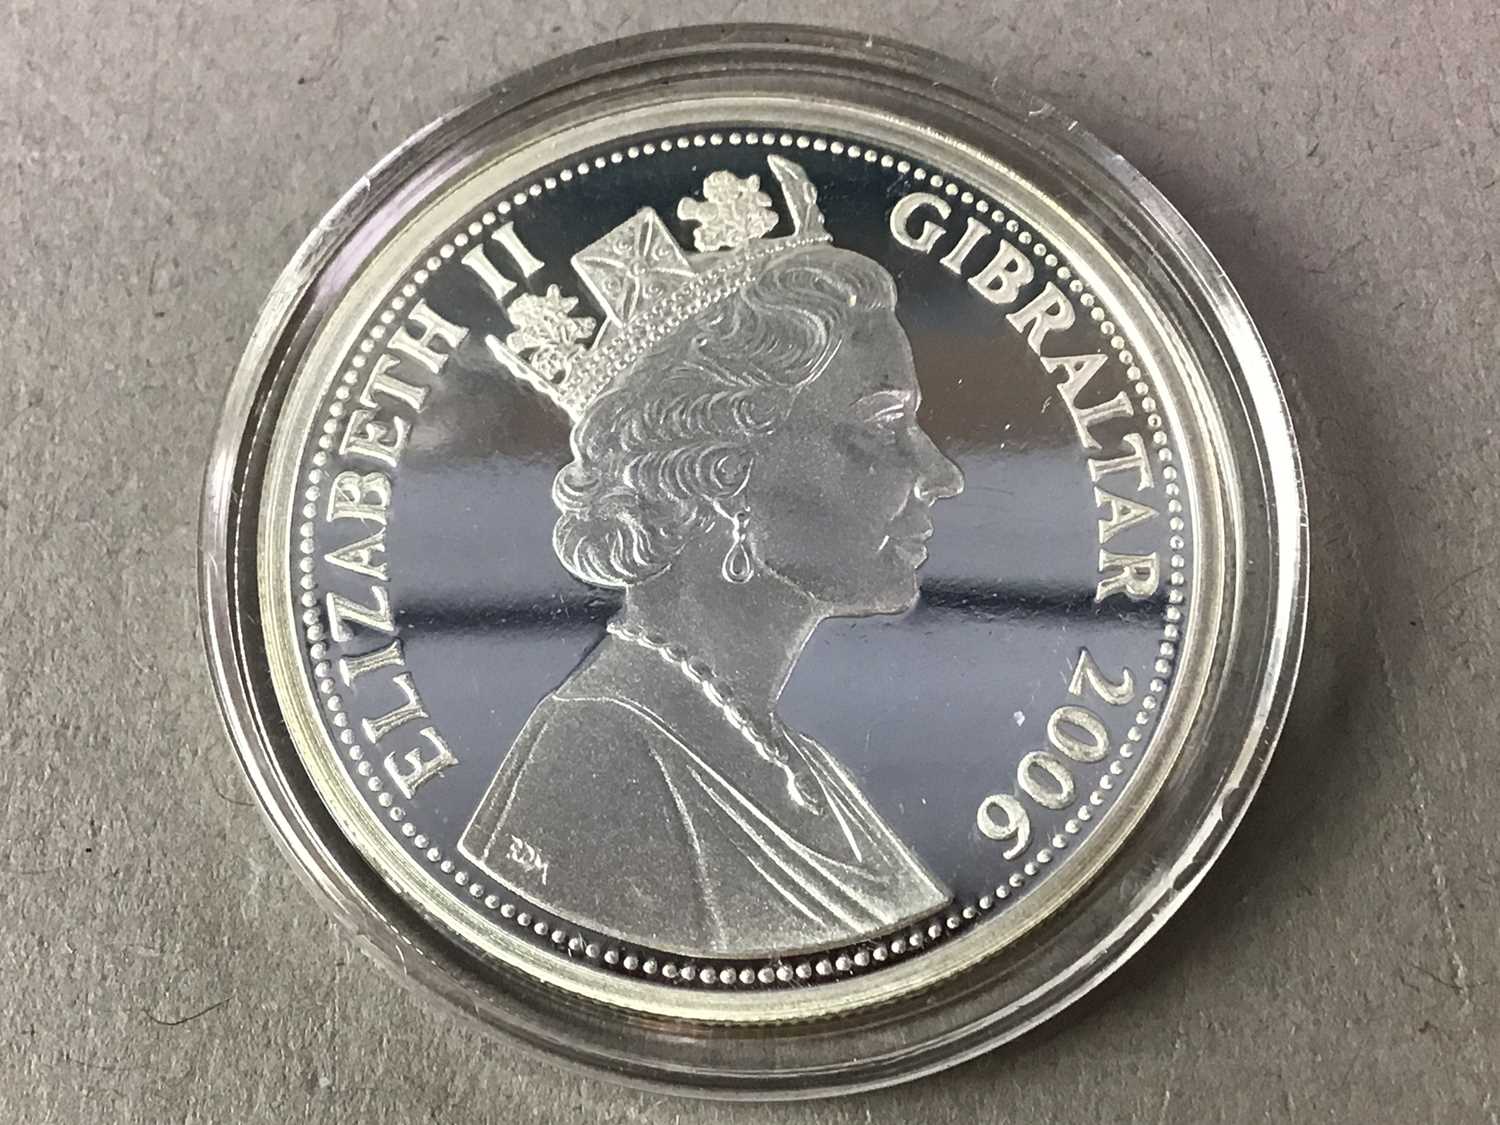 ELIZABETH II
GIBRALTAR
2006
RDM